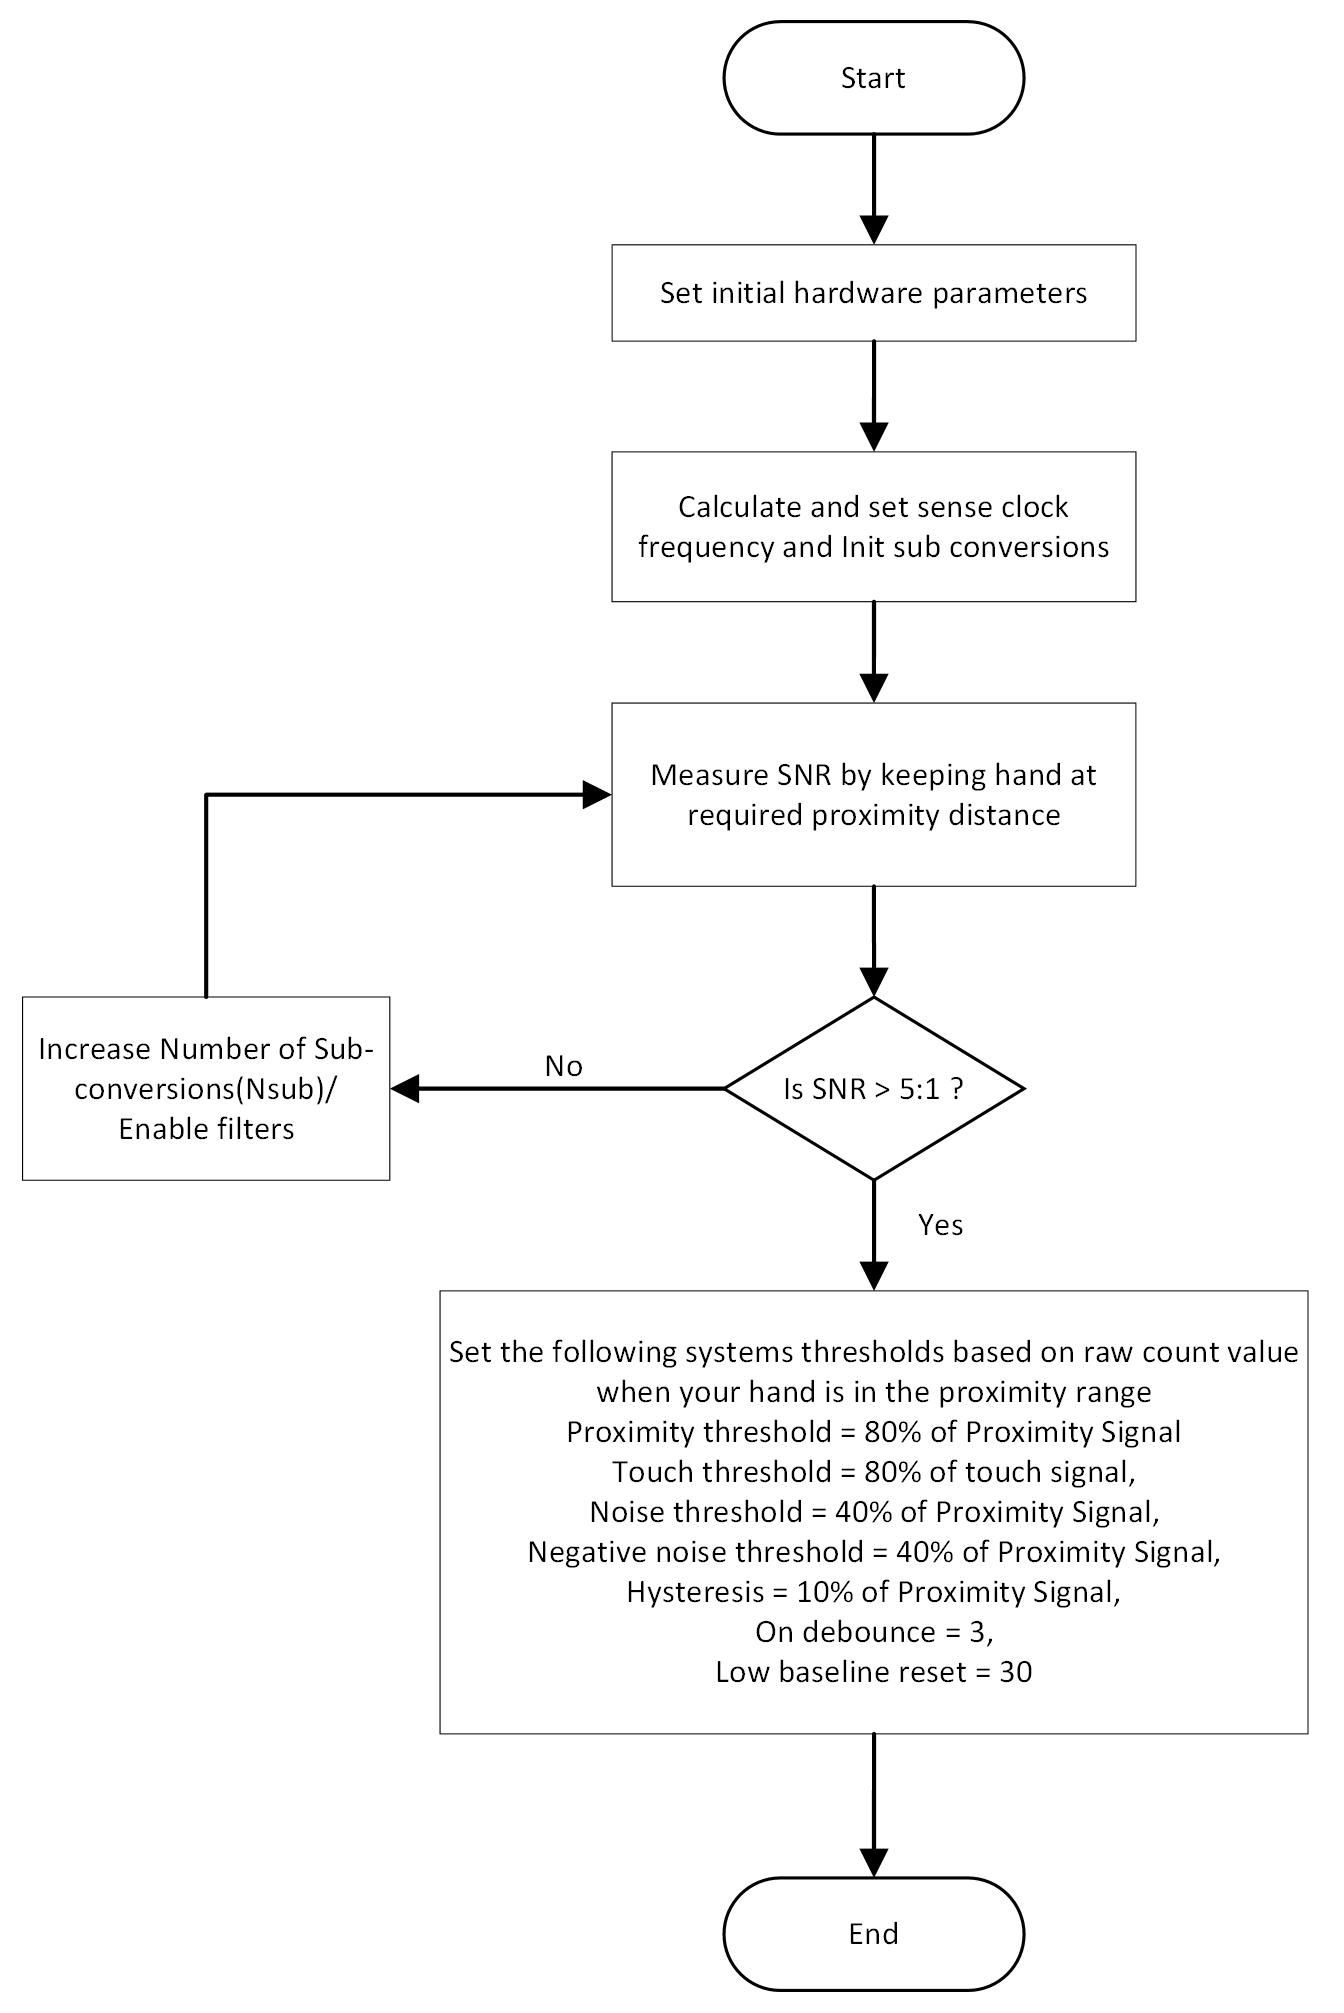 Start
Set initial hardware parameters
Calculate and set sense clock
frequency and Init sub conversions
Measure SNR by keeping hand at
required proximity distance
Is SNR > 5:1 ?
No
Increase Number of Sub-
conversions(Nsub)/
Enable filters
Yes
Set the following systems thresholds based on raw count value
when your hand is in the proximity range
Proximity threshold = 80% of Proximity Signal
Touch threshold = 80% of touch signal,
Noise threshold = 40% of Proximity Signal,
Negative noise threshold = 40% of Proximity Signal,
Hysteresis = 10% of Proximity Signal,
On debounce = 3,
Low baseline reset = 30
End